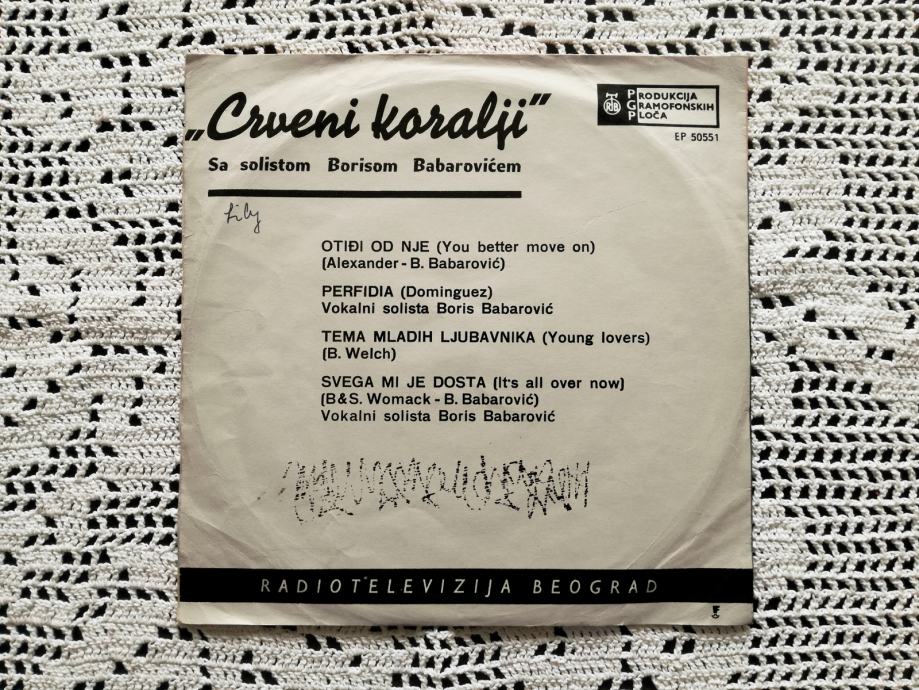 „Crveni koralji”
Sa solistom Borisom Babarovićem
RTB
PRODUKCIJA
GRAMOFONSKIH
PLOČA
EP 50551
Lily
OTIĐI OD NJE (You better move on)
(Alexander - B. Babarović)
PERFIDIA (Dominguez)
Vokalni solista Boris Babarović
TEMA MLADIH LJUBAVNIKA (Young lovers)
(B. Welch)
SVEGA MI JE DOSTA (It's all over now)
(B&S. Womack - B. Babarović)
Vokalni solista Boris Babarović
RADIOTELEVIZIJA BEOGRAD